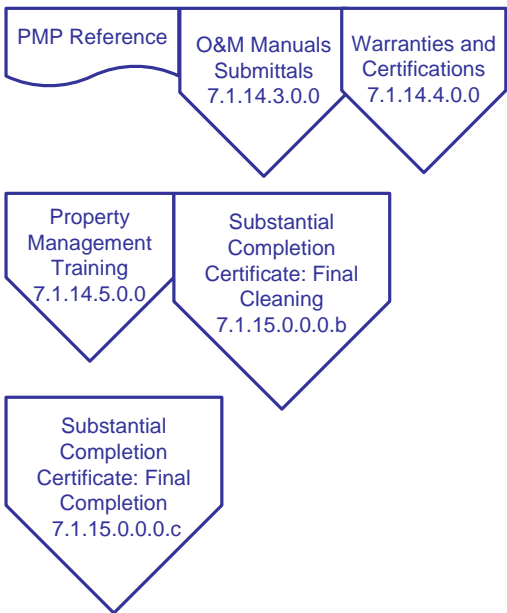 PMP Reference
O&M Manuals
Submittals
7.1.14.3.0.0
Warranties and
Certifications
7.1.14.4.0.0
Property
Management
Training
7.1.14.5.0.0
Substantial
Completion
Certificate: Final
Cleaning
7.1.15.0.0.0.b
Substantial
Completion
Certificate: Final
Completion
7.1.15.0.0.0.c